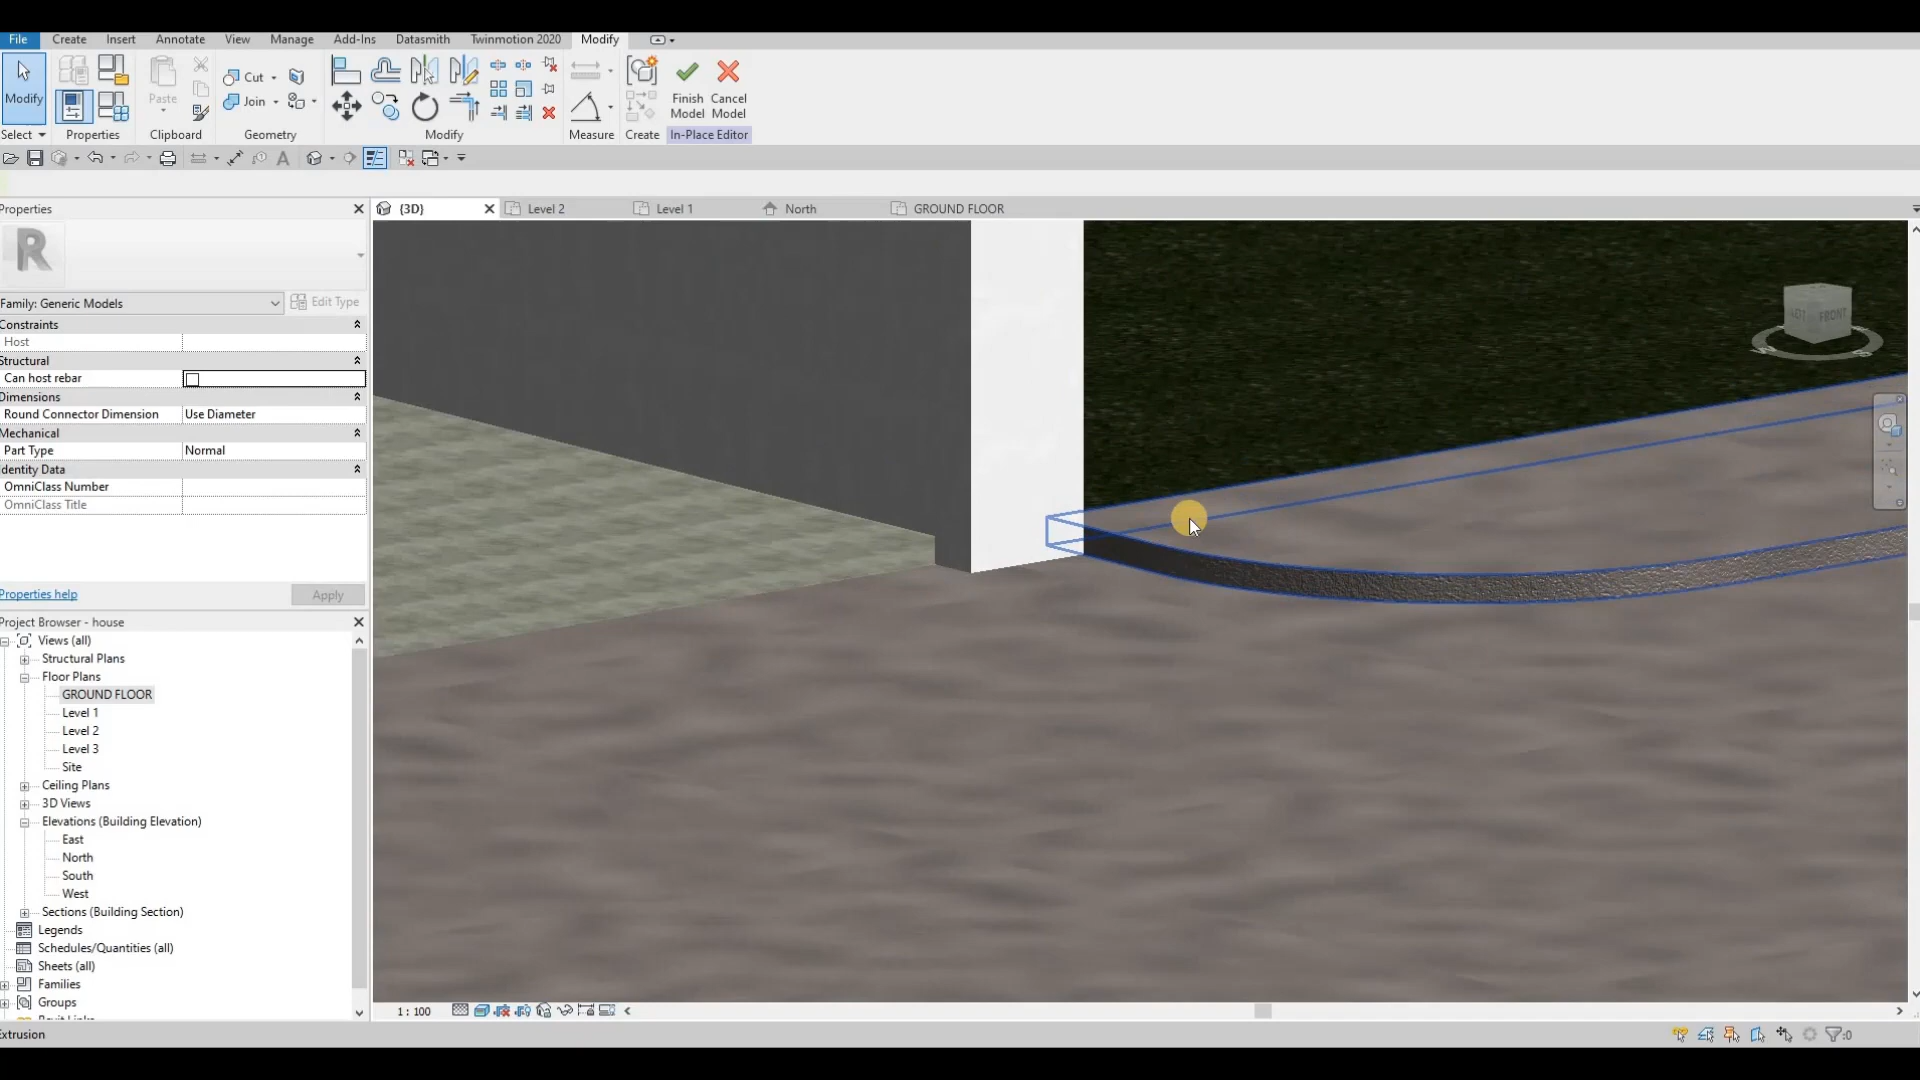 File Create Insert Annotate View Manage Add-Ins Datasmith Twinmotion 2020 Modify
Modify Paste Cut Join Finish Model Cancel Model
Select Properties Clipboard Geometry Modify Measure Create In-Place Editor
Properties {3D} Level 2 Level 1 North GROUND FLOOR
R
Family: Generic Models Edit Type
Constraints
Host
Structural
Can host rebar
Dimensions
Round Connector Dimension Use Diameter
Mechanical
Part Type Normal
dentity Data
OmniClass Number
OmniClass Title
Properties help Apply
Project Browser - house
Views (all)
Structural Plans
Floor Plans
GROUND FLOOR
Level 1
Level 2
Level 3
Site
Ceiling Plans
3D Views
Elevations (Building Elevation)
East
North
South
West
Sections (Building Section)
Legends
Schedules/Quantities (all)
Sheets (all)
Families
Groups
FRONT
1 : 100
Extrusion
:0